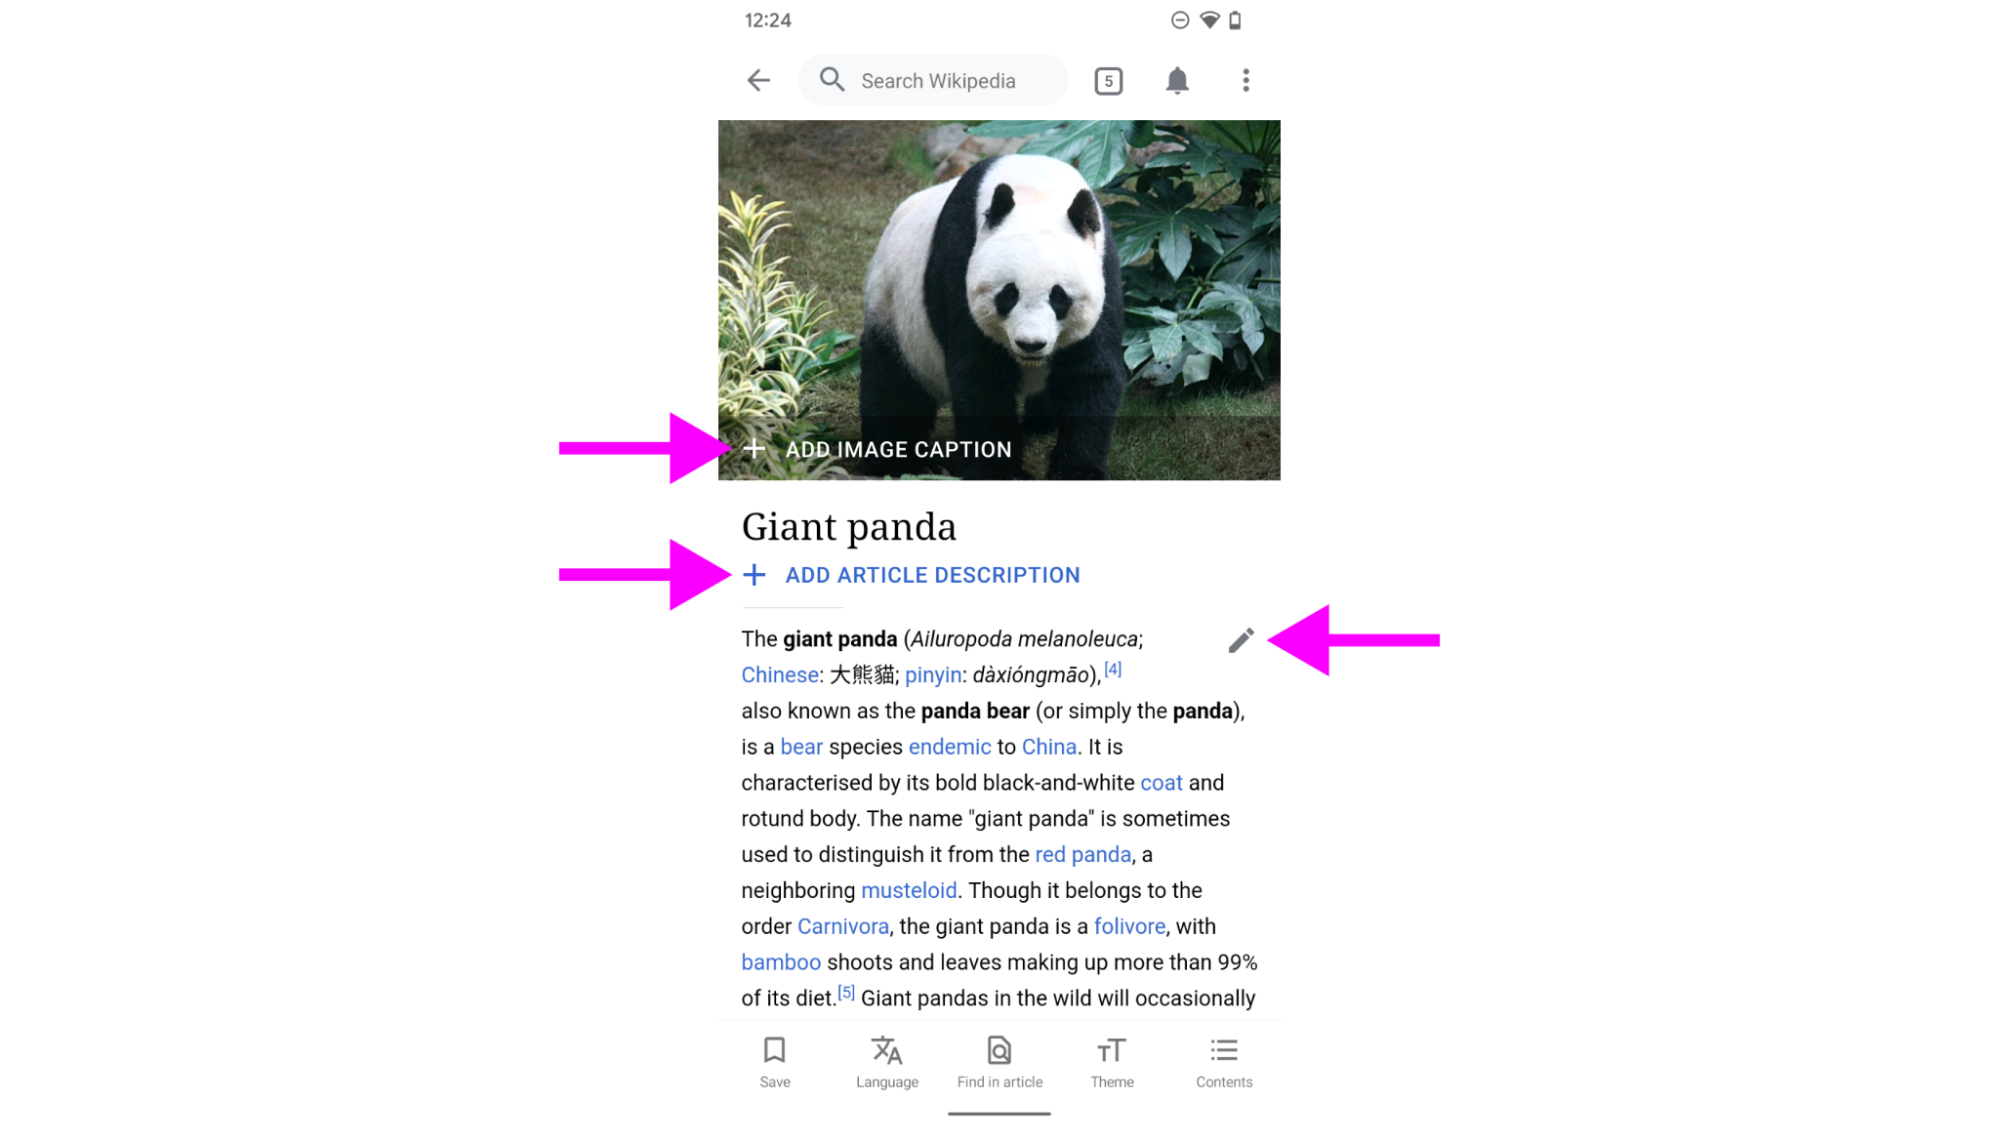 12:24
Search Wikipedia
5
ADD IMAGE CAPTION
Giant panda
ADD ARTICLE DESCRIPTION
The giant panda (Ailuropoda melanoleuca;
Chinese: 大熊貓; pinyin: dàxióngmāo),[4]
also known as the panda bear (or simply the panda),
is a bear species endemic to China. It is
characterised by its bold black-and-white coat and
rotund body. The name "giant panda" is sometimes
used to distinguish it from the red panda, a
neighboring musteloid. Though it belongs to the
order Carnivora, the giant panda is a folivore, with
bamboo shoots and leaves making up more than 99%
of its diet.[5] Giant pandas in the wild will occasionally
Save
Language
Find in article
Theme
Contents